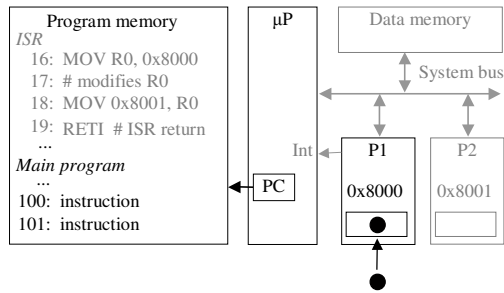 Program memory
ISR
16: MOV R0, 0x8000
17: # modifies R0
18: MOV 0x8001, R0
19: RETI # ISR return
...
Main program
...
100: instruction
101: instruction
μP
PC
Int
Data memory
System bus
P1
0x8000
P2
0x8001